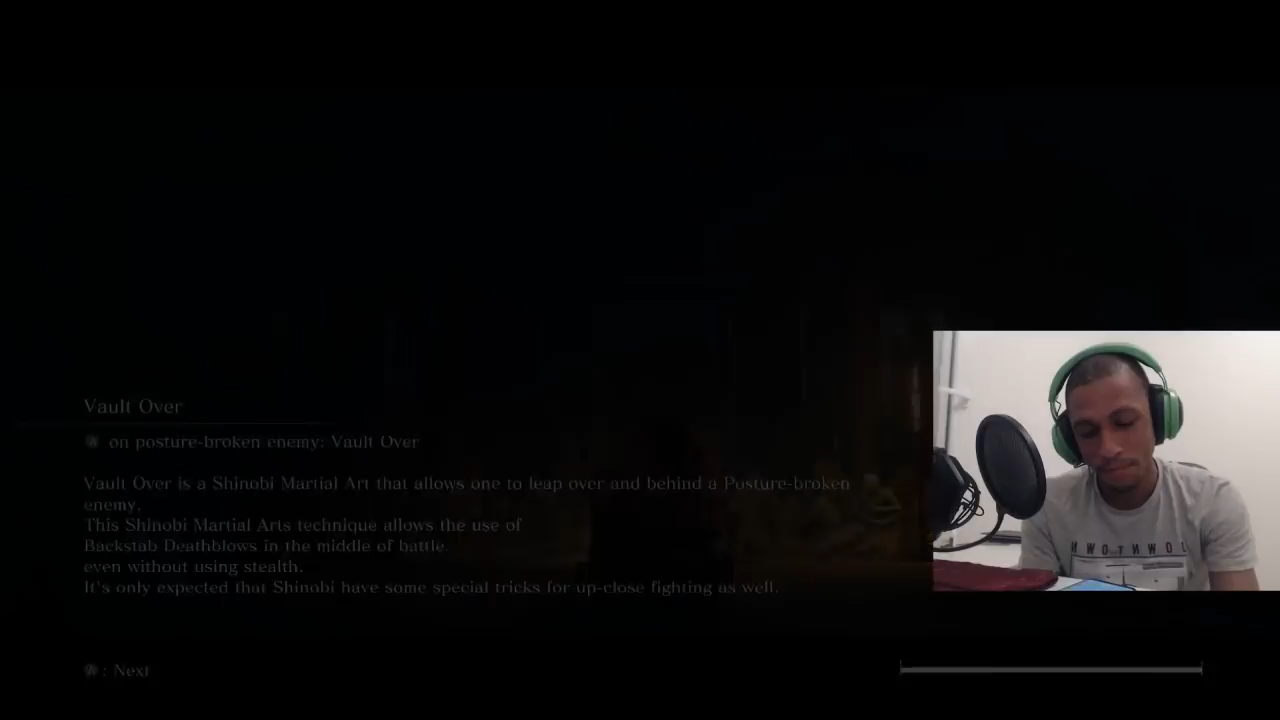 Vault Over
on posture-broken enemy: Vault Over
Vault Over is a Shinobi Martial Art that allows one to leap over and behind a Posture-broken
enemy.
This Shinobi Martial Arts technique allows the use of
Backstab Deathblows in the middle of battle.
even without using stealth.
It's only expected that Shinobi have some special tricks for up-close fighting as well.
: Next